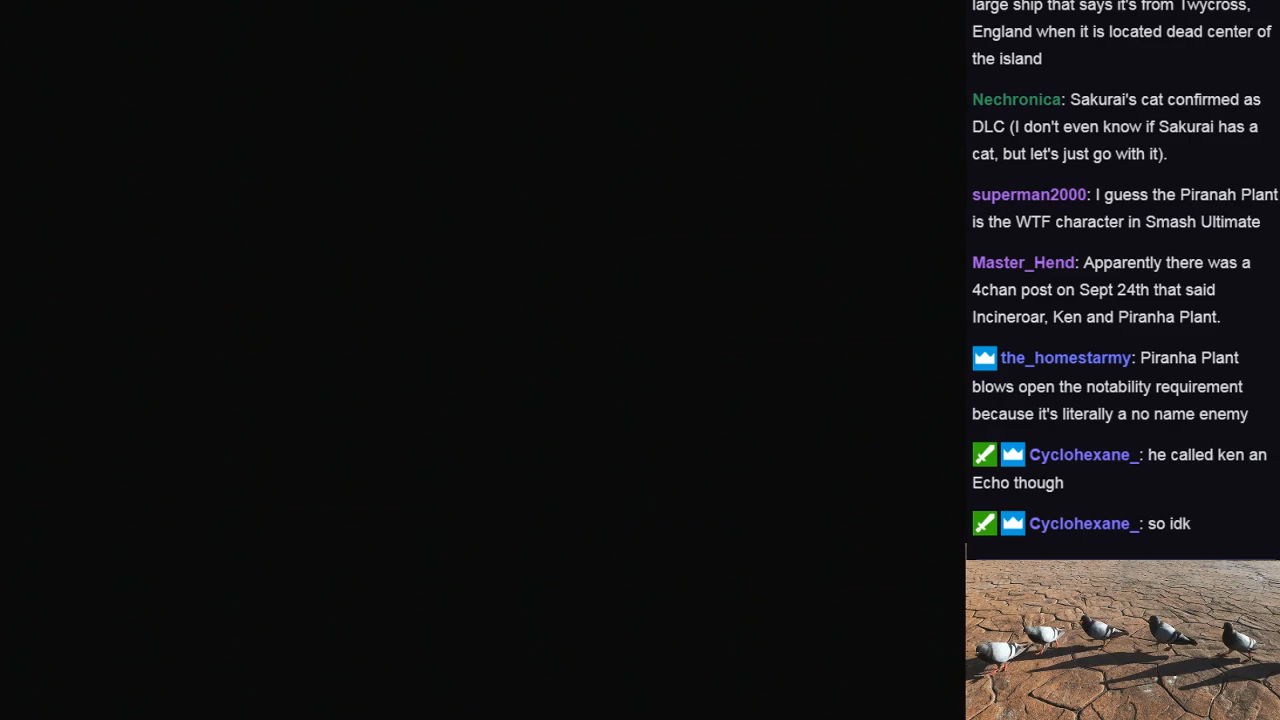 large ship that says it's from Twycross,
England when it is located dead center of
the island
Nechronica: Sakurai's cat confirmed as
DLC (I don't even know if Sakurai has a
cat, but let's just go with it).
superman2000: I guess the Piranah Plant
is the WTF character in Smash Ultimate
Master_Hend: Apparently there was a
4chan post on Sept 24th that said
Incineroar, Ken and Piranha Plant.
the_homestarmy: Piranha Plant
blows open the notability requirement
because it's literally a no name enemy
Cyclohexane_: he called ken an
Echo though
Cyclohexane_: so idk